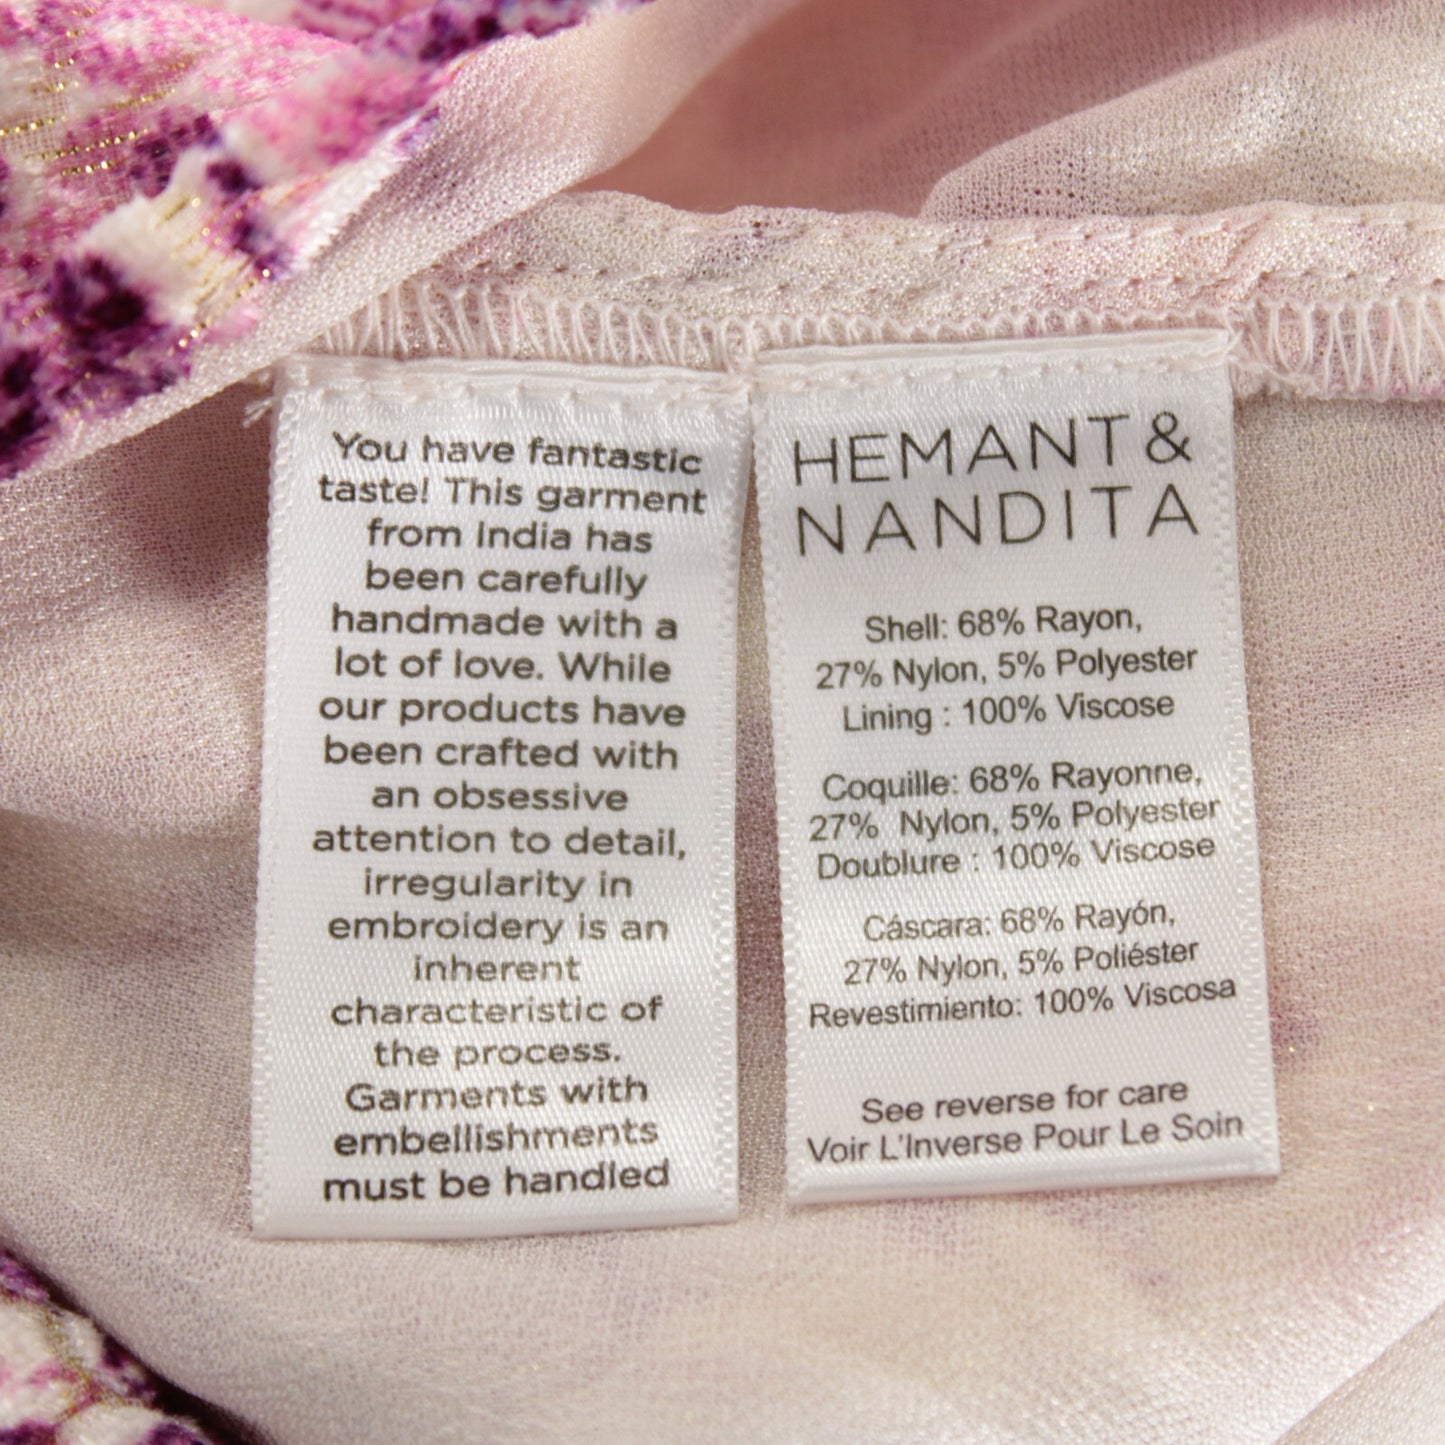 You have fantastic
taste! This garment
from India has
been carefully
handmade with a
lot of love. While
our products have
been crafted with
an obsessive
attention to detail,
irregularity in
embroidery is an
inherent
characteristic of
the process.
Garments with
embellishments
must be handled
HEMANT &
NANDITA
Shell: 68% Rayon,
27% Nylon, 5% Polyester
Lining : 100% Viscose
Coquille: 68% Rayonne,
27% Nylon, 5% Polyester
Doublure : 100% Viscose
Cáscara: 68% Rayón,
27% Nylon, 5% Poliéster
Revestimiento: 100% Viscosa
See reverse for care
Voir L'Inverse Pour Le Soin